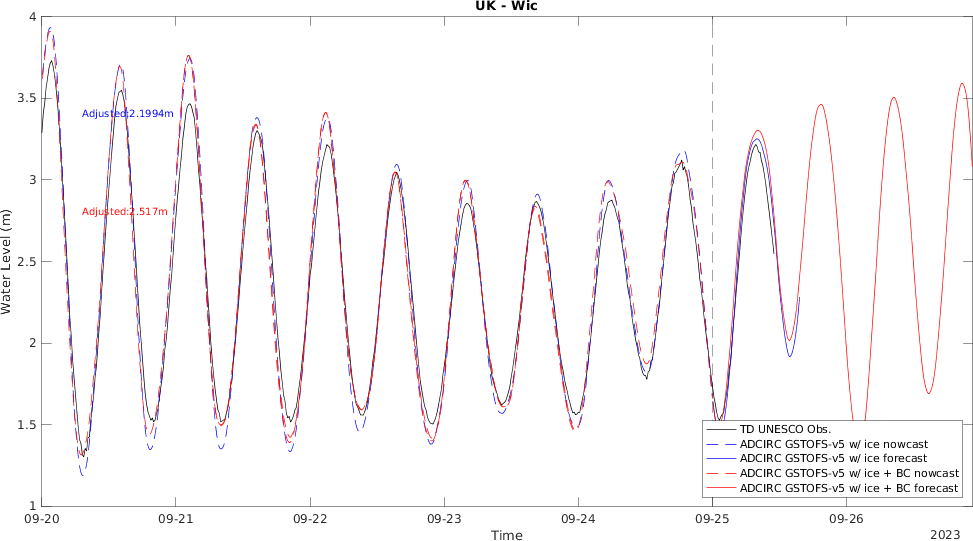 UK - Wic
4
3.5
3
2.5
2
1.5
1
Water Level (m)
Adjusted:2.1994m
Adjusted:2.517m
TD UNESCO Obs.
ADCIRC GSTOFS-v5 w/ ice nowcast
ADCIRC GSTOFS-v5 w/ ice forecast
ADCIRC GSTOFS-v5 w/ ice + BC nowcast
ADCIRC GSTOFS-v5 w/ ice + BC forecast
09-20 09-21 09-22 09-23 09-24 09-25 09-26
Time
2023